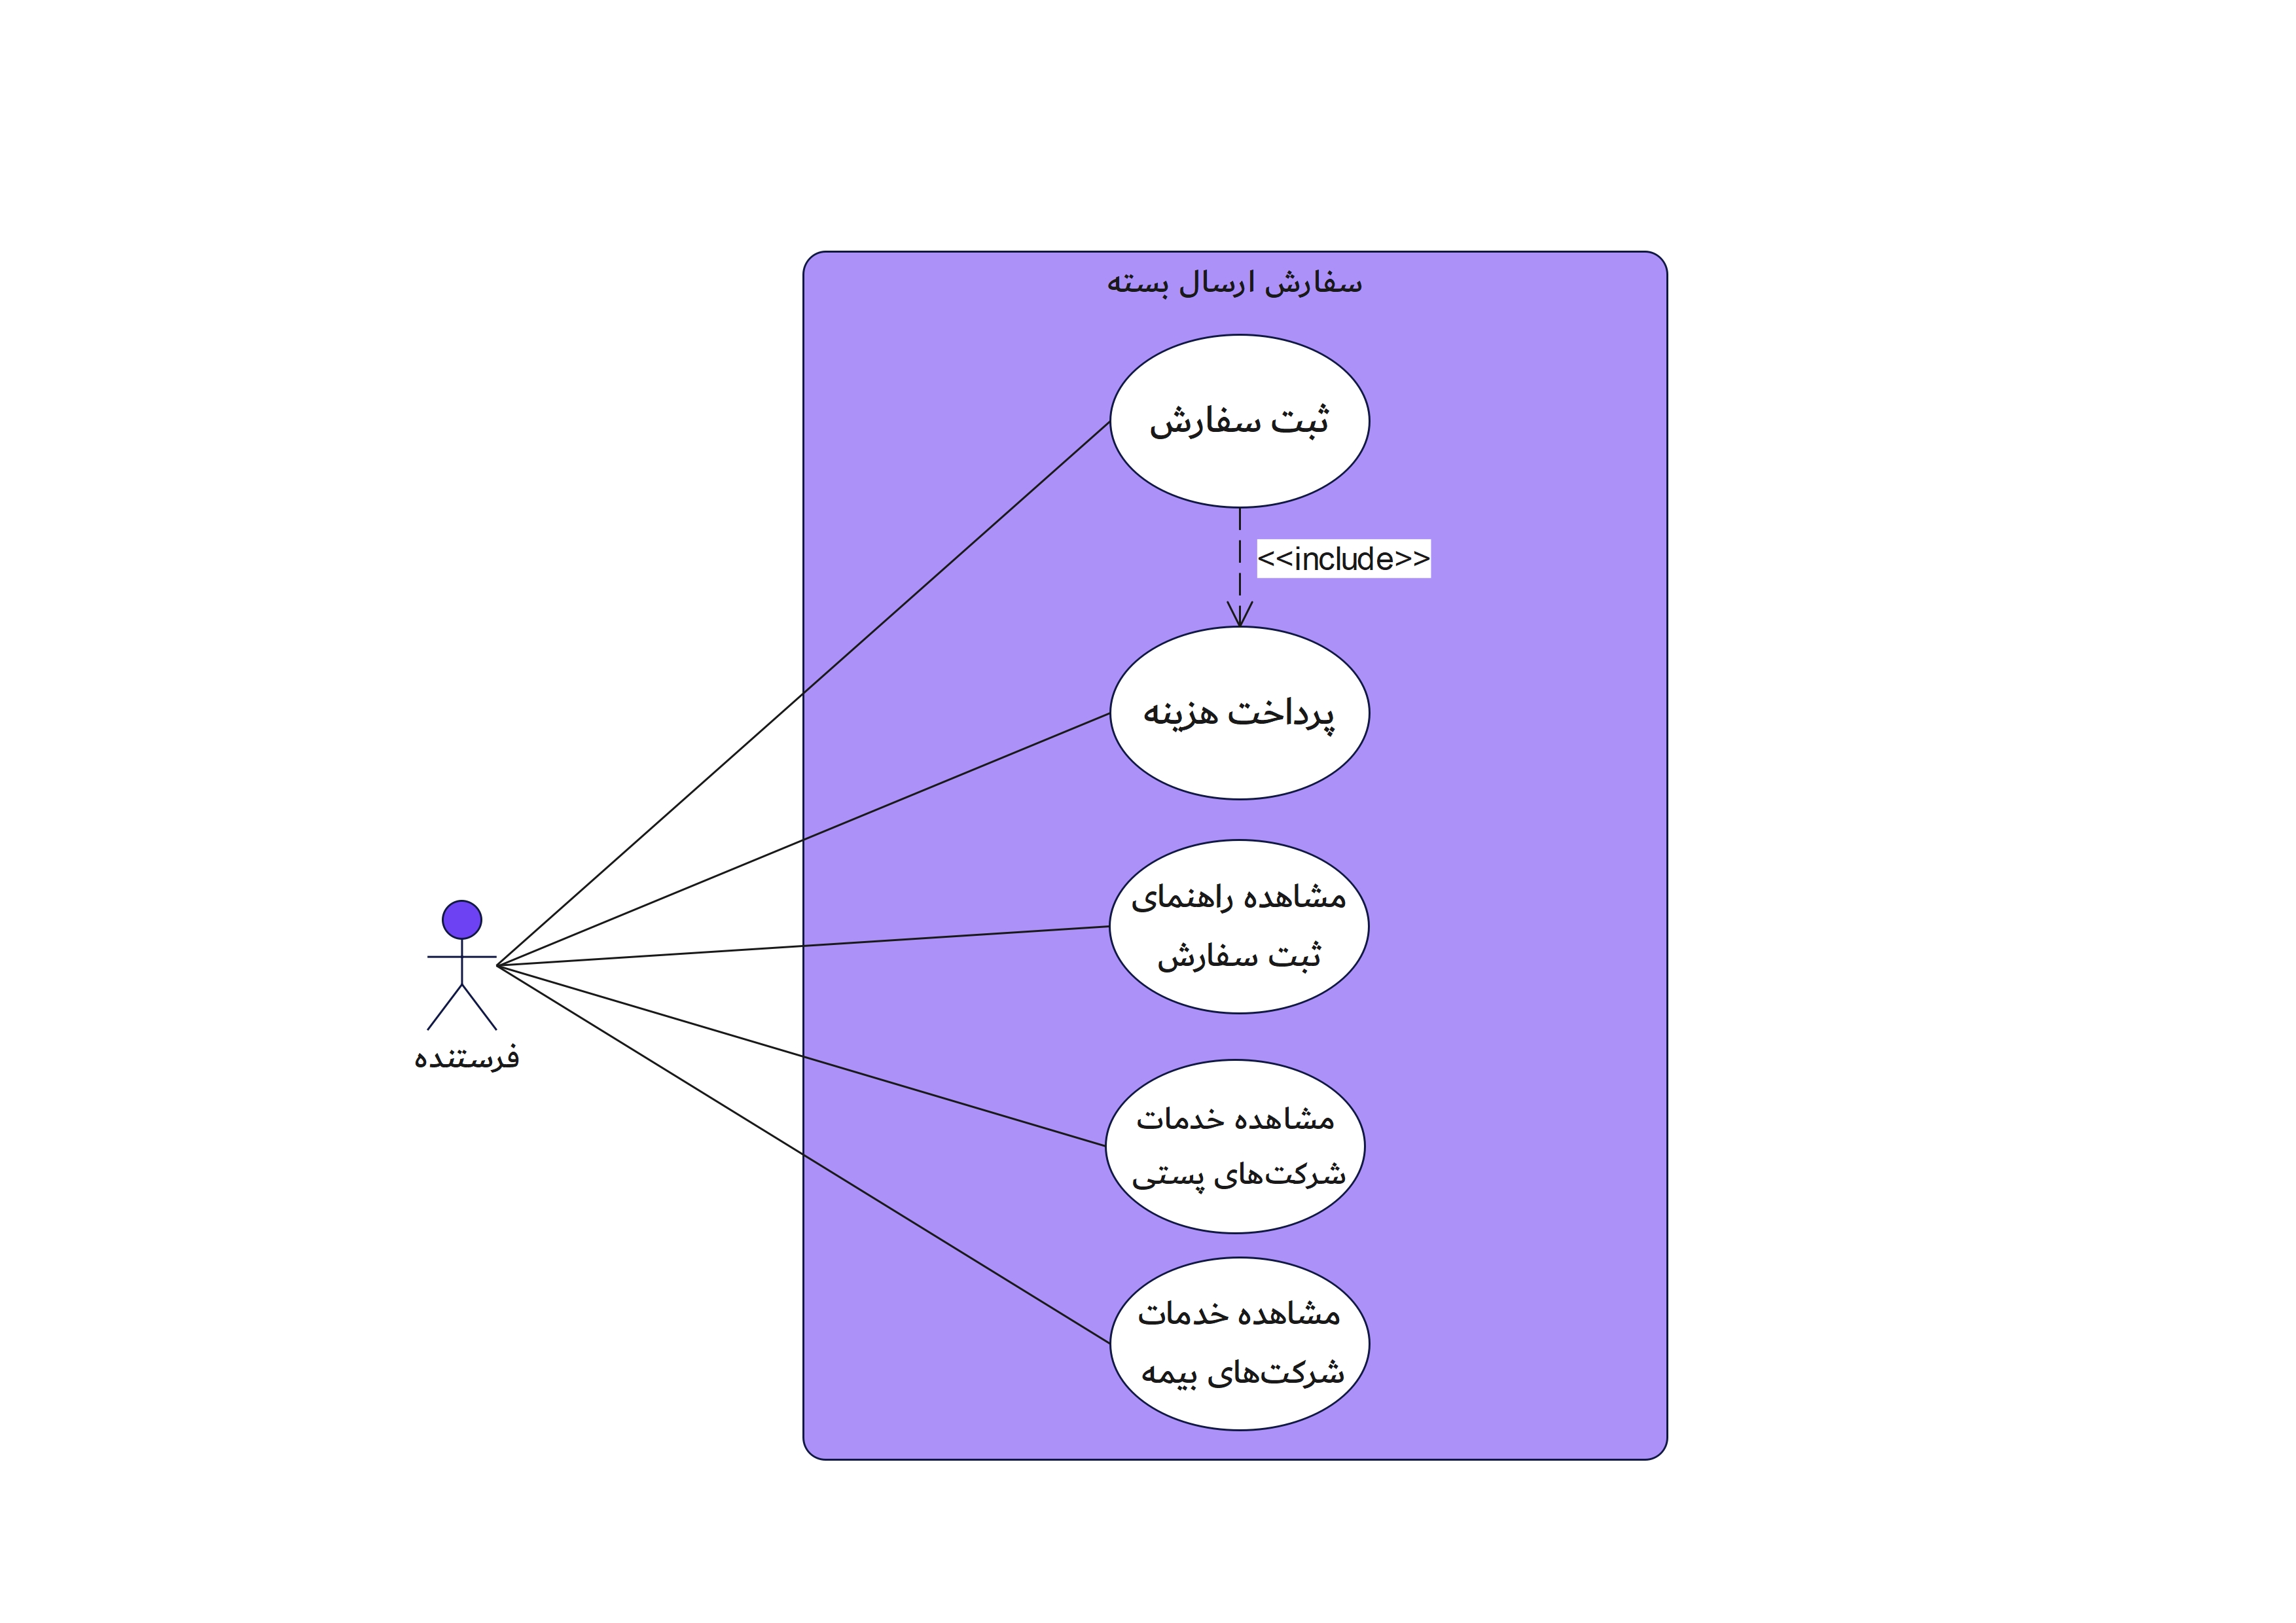 سفارش ارسال بسته
ثبت سفارش
<<include>>
پرداخت هزینه
مشاهده راهنمای
ثبت سفارش
فرستنده
مشاهده خدمات
شرکت‌های پستی
مشاهده خدمات
شرکت‌های بیمه